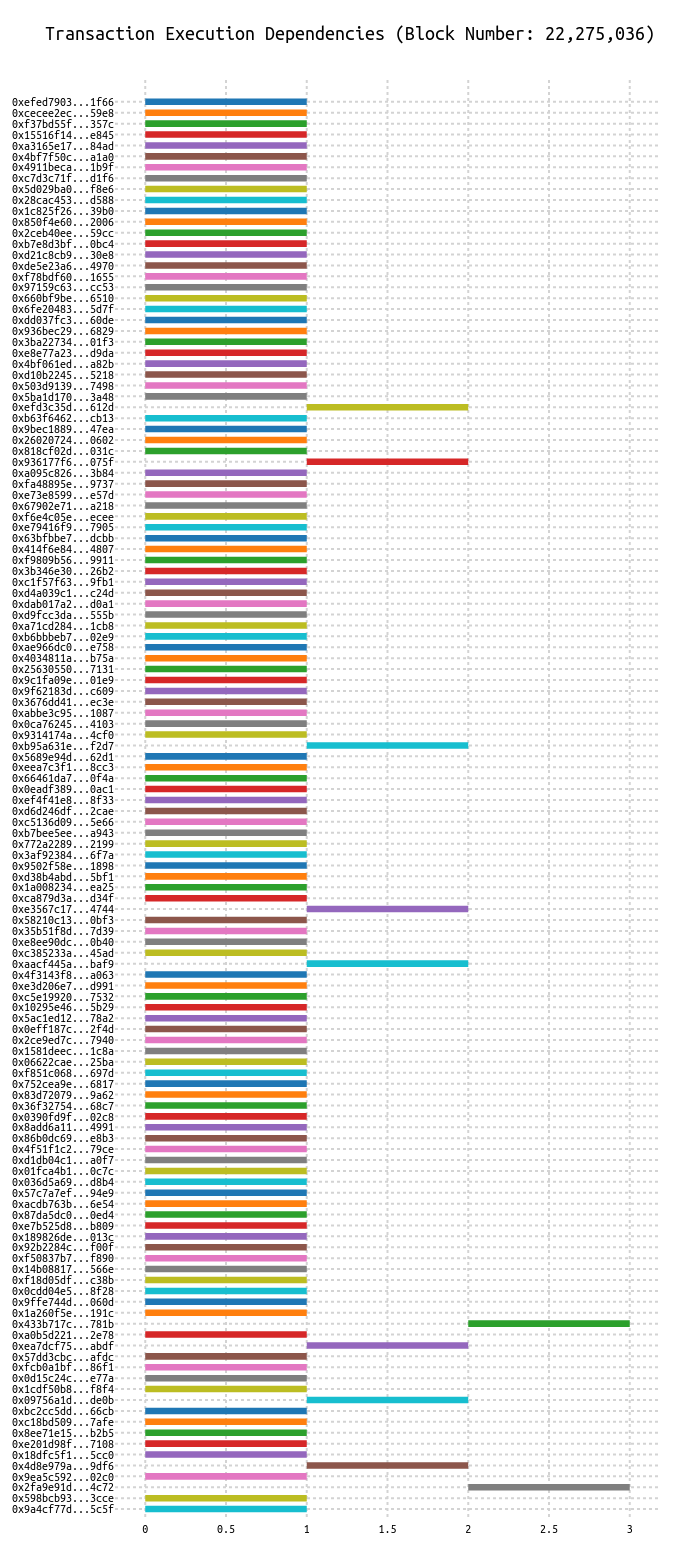 Transaction Execution Dependencies (Block Number: 22,275,036)
0xefed7903...1f66
0xcecee2ec...59e8
0xf37bd55f...357c
0x15516f14...e845
0xa3165e17...84ad
0x4bf7f50c...a1a0
0x4911beca...1b9f
0xc7d3c71f...d1f6
0x5d029ba0...f8e6
0x28cac453...d588
0x1c825f26...39b0
0x850f4e60...2006
0x2ceb40ee...59cc
0xb7e8d3bf...0bc4
0xd21c8cb9...30e8
0xde5e23a6...4970
0xf78bdf60...1655
0x97159c63...cc53
0x660bf9be...6510
0x6fe20483...5d7f
0xdd037fc3...60de
0x936bec29...6829
0x3ba22734...01f3
0xe8e77a23...d9da
0x4bf061ed...a82b
0xd10b2245...5218
0x503d9139...7498
0x5ba1d170...3a48
0xefd3c35d...612d
0xb63f6462...cb13
0x9bec1889...47ea
0x26020724...0602
0x818cf02d...031c
0x936177f6...075f
0xa095c826...3b84
0xfa48895e...9737
0xe73e8599...e57d
0x67902e71...a218
0xf6e4c05e...ecee
0xe79416f9...7905
0x63bfbbe7...dcbb
0x414f6e84...4807
0xf9809b56...9911
0x3b346e30...26b2
0xc1f57f63...9fb1
0xd4a039c1...c24d
0xdab017a2...d0a1
0xd9fcc3da...555b
0xa71cd284...1cb8
0xb6bbbeb7...02e9
0xae966dc0...e758
0x4034811a...b75a
0x25630550...7131
0x9c1fa09e...01e9
0x9f62183d...c609
0x3676dd41...ec3e
0xabbe3c95...1087
0x0ca76245...4103
0x9314174a...4cf0
0xb95a631e...f2d7
0x5689e94d...62d1
0xeea7c3f1...8cc3
0x66461da7...0f4a
0x0eadf389...0ac1
0xef4f41e8...8f33
0xd6d246df...2cae
0xc5136d09...5e66
0xb7bee5ee...a943
0x772a2289...2199
0x3af92384...6f7a
0x9502f58e...1898
0xd38b4abd...5bf1
0x1a008234...ea25
0xca879d3a...d34f
0xe3567c17...4744
0x58210c13...0bf3
0x35b51f8d...7d39
0xe8ee90dc...0b40
0xc385233a...45ad
0xaacf445a...baf9
0x4f3143f8...a063
0xe3d206e7...d991
0xc5e19920...7532
0x10295e46...5b29
0x5ac1ed12...78a2
0x0eff187c...2f4d
0x2ce9ed7c...7940
0x1581deec...1c8a
0x06622cae...25ba
0xf851c068...697d
0x752cea9e...6817
0x83d72079...9a62
0x36f32754...68c7
0x0390fd9f...02c8
0x8add6a11...4991
0x86b0dc69...e8b3
0x4f51f1c2...79ce
0xd1db04c1...a0f7
0x01fca4b1...0c7c
0x036d5a69...d8b4
0x57c7a7ef...94e9
0xacdb763b...6e54
0x87da5dc0...0ed4
0xe7b525d8...b809
0x189826de...013c
0x92b2284c...f00f
0xf50837b7...f890
0x14b08817...566e
0xf18d05df...c38b
0x0cdd04e5...8f28
0x9ffe744d...060d
0x1a260f5e...191c
0x433b717c...781b
0xa0b5d221...2e78
0xea7dcf75...abdf
0x57dd3cbc...afdc
0xfcb0a1bf...86f1
0x0d15c24c...e77a
0x1cdf50b8...f8f4
0x09756a1d...de0b
0xbc2cc5dd...66cb
0xc18bd509...7afe
0x8ee71e15...b2b5
0xe201d98f...7108
0x18dfc5f1...5cc0
0x4d8e979a...9df6
0x9ea5c592...02c0
0x2fa9e91d...4c72
0x598bcb93...3cce
0x9a4cf77d...5c5f
0 0.5 1 1.5 2 2.5 3